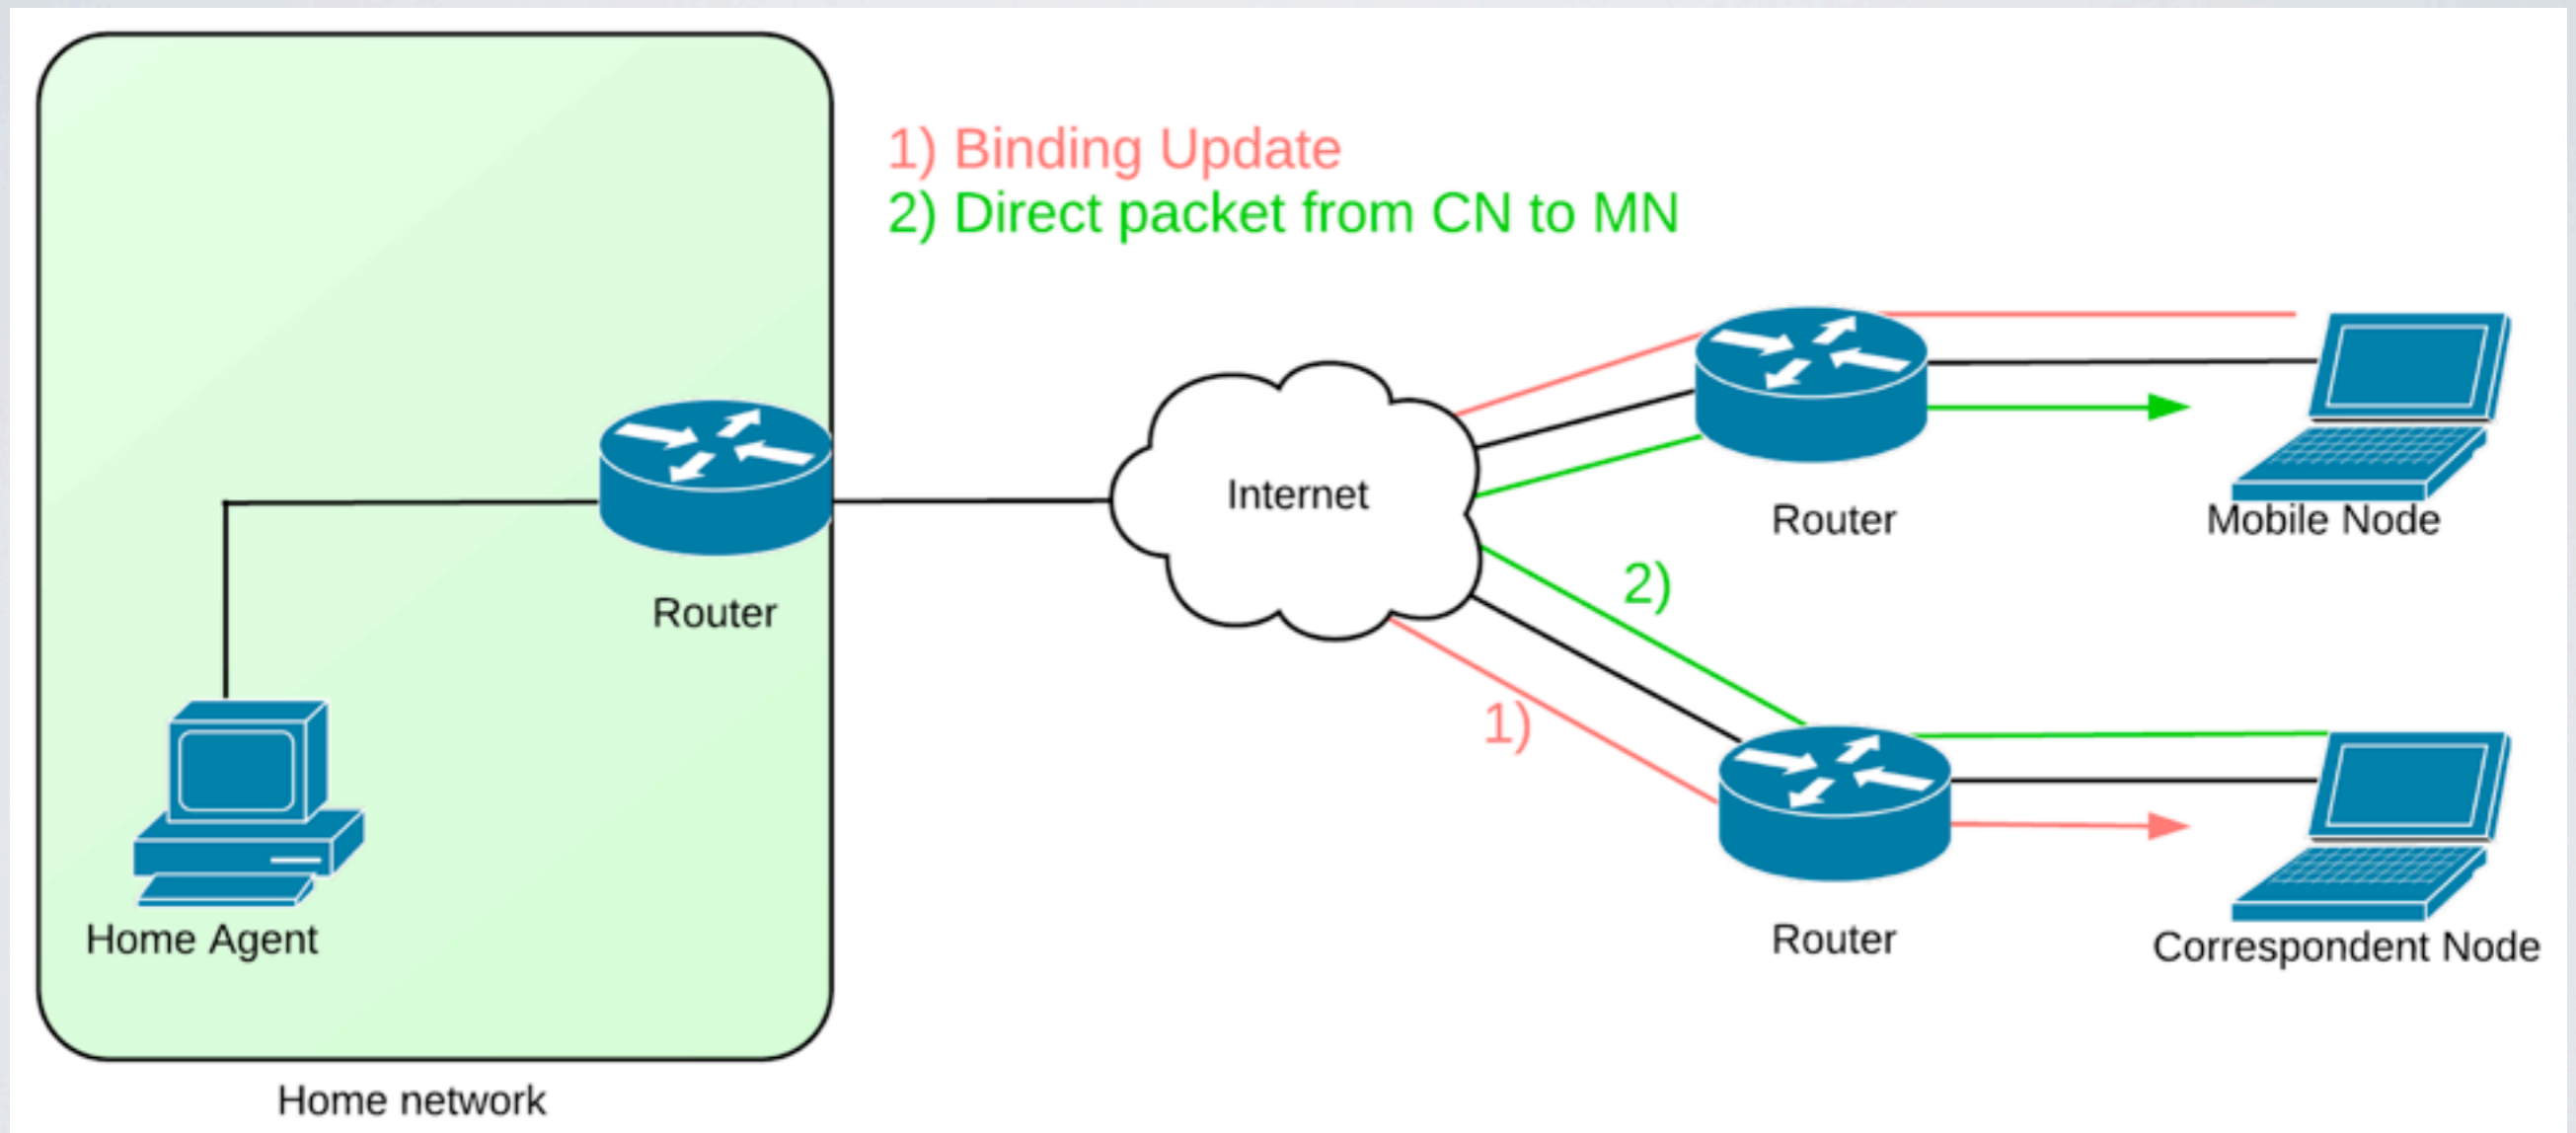 1) Binding Update
2) Direct packet from CN to MN
Internet
Router
Mobile Node
2)
Router
1)
Home Agent
Router
Correspondent Node
Home network